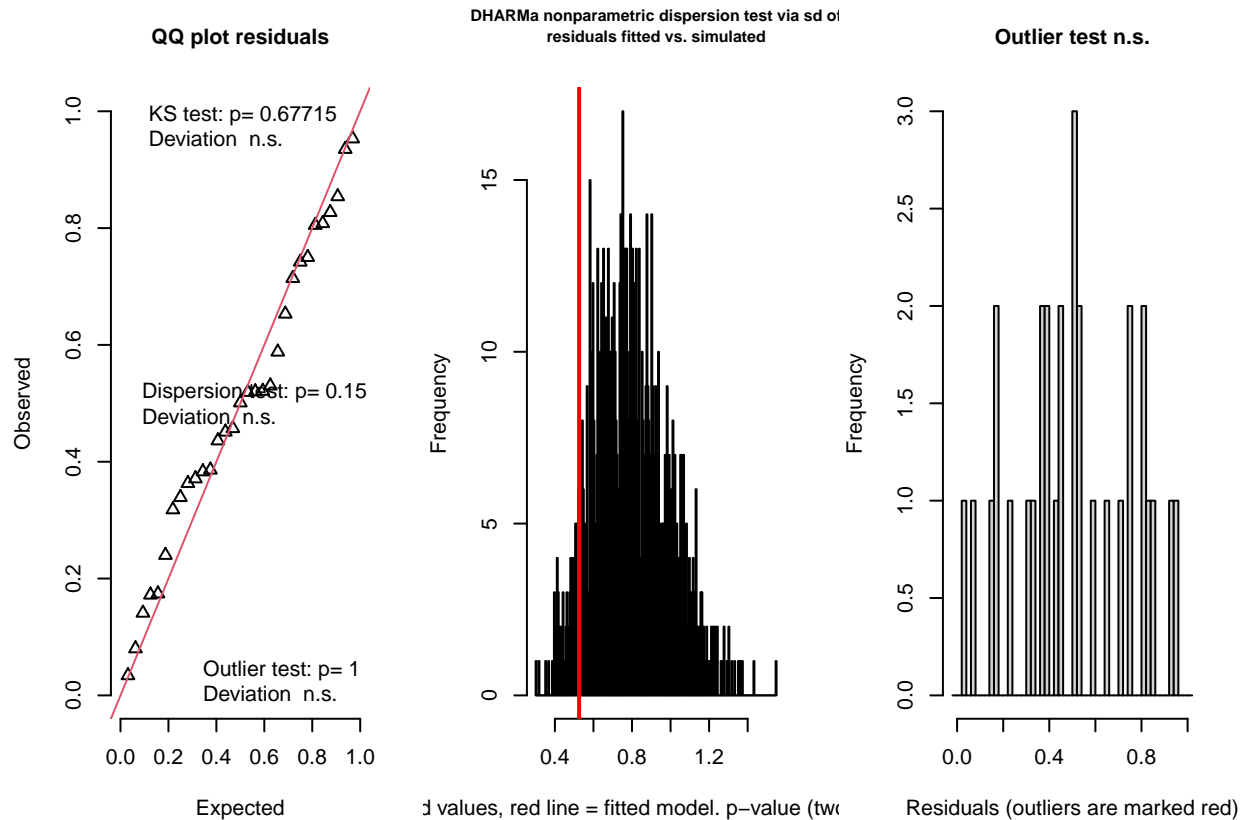 QQ plot residuals
KS test: p= 0.67715
Deviation n.s.
Dispersion test: p= 0.15
Deviation n.s.
Outlier test: p= 1
Deviation n.s.
Observed
0.0 0.2 0.4 0.6 0.8 1.0
0.0 0.2 0.4 0.6 0.8 1.0
Expected
DHARMa nonparametric dispersion test via sd of
residuals fitted vs. simulated
Frequency
0 5 10 15
0.4 0.8 1.2
d values, red line = fitted model. p−value (two
Outlier test n.s.
Frequency
0.0 0.5 1.0 1.5 2.0 2.5 3.0
0.0 0.4 0.8
Residuals (outliers are marked red)